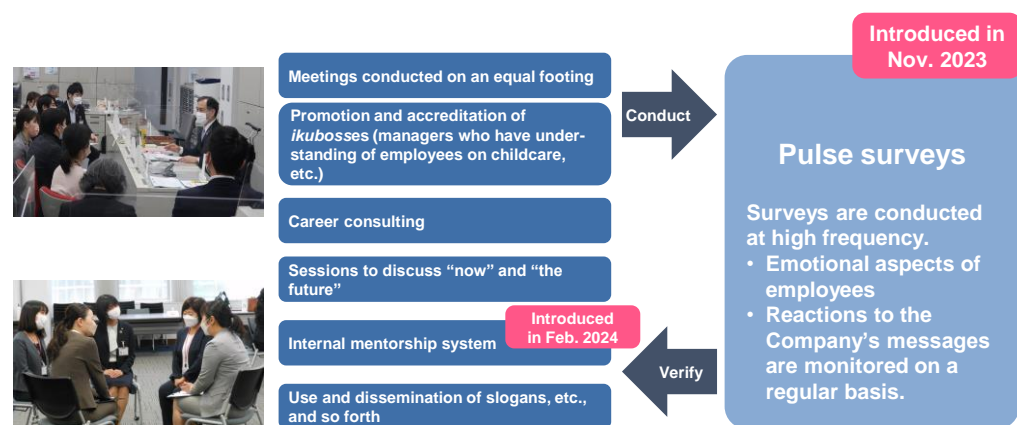 Meetings conducted on an equal footing
Promotion and accreditation of
ikubosses (managers who have under-
standing of employees on childcare,
etc.)
Career consulting
Sessions to discuss “now” and “the
future”
Introduced
in Feb. 2024
Internal mentorship system
Use and dissemination of slogans, etc.,
and so forth
Conduct
Verify
Introduced in
Nov. 2023
Pulse surveys
Surveys are conducted
at high frequency.
• Emotional aspects of
employees
• Reactions to the
Company’s messages
are monitored on a
regular basis.